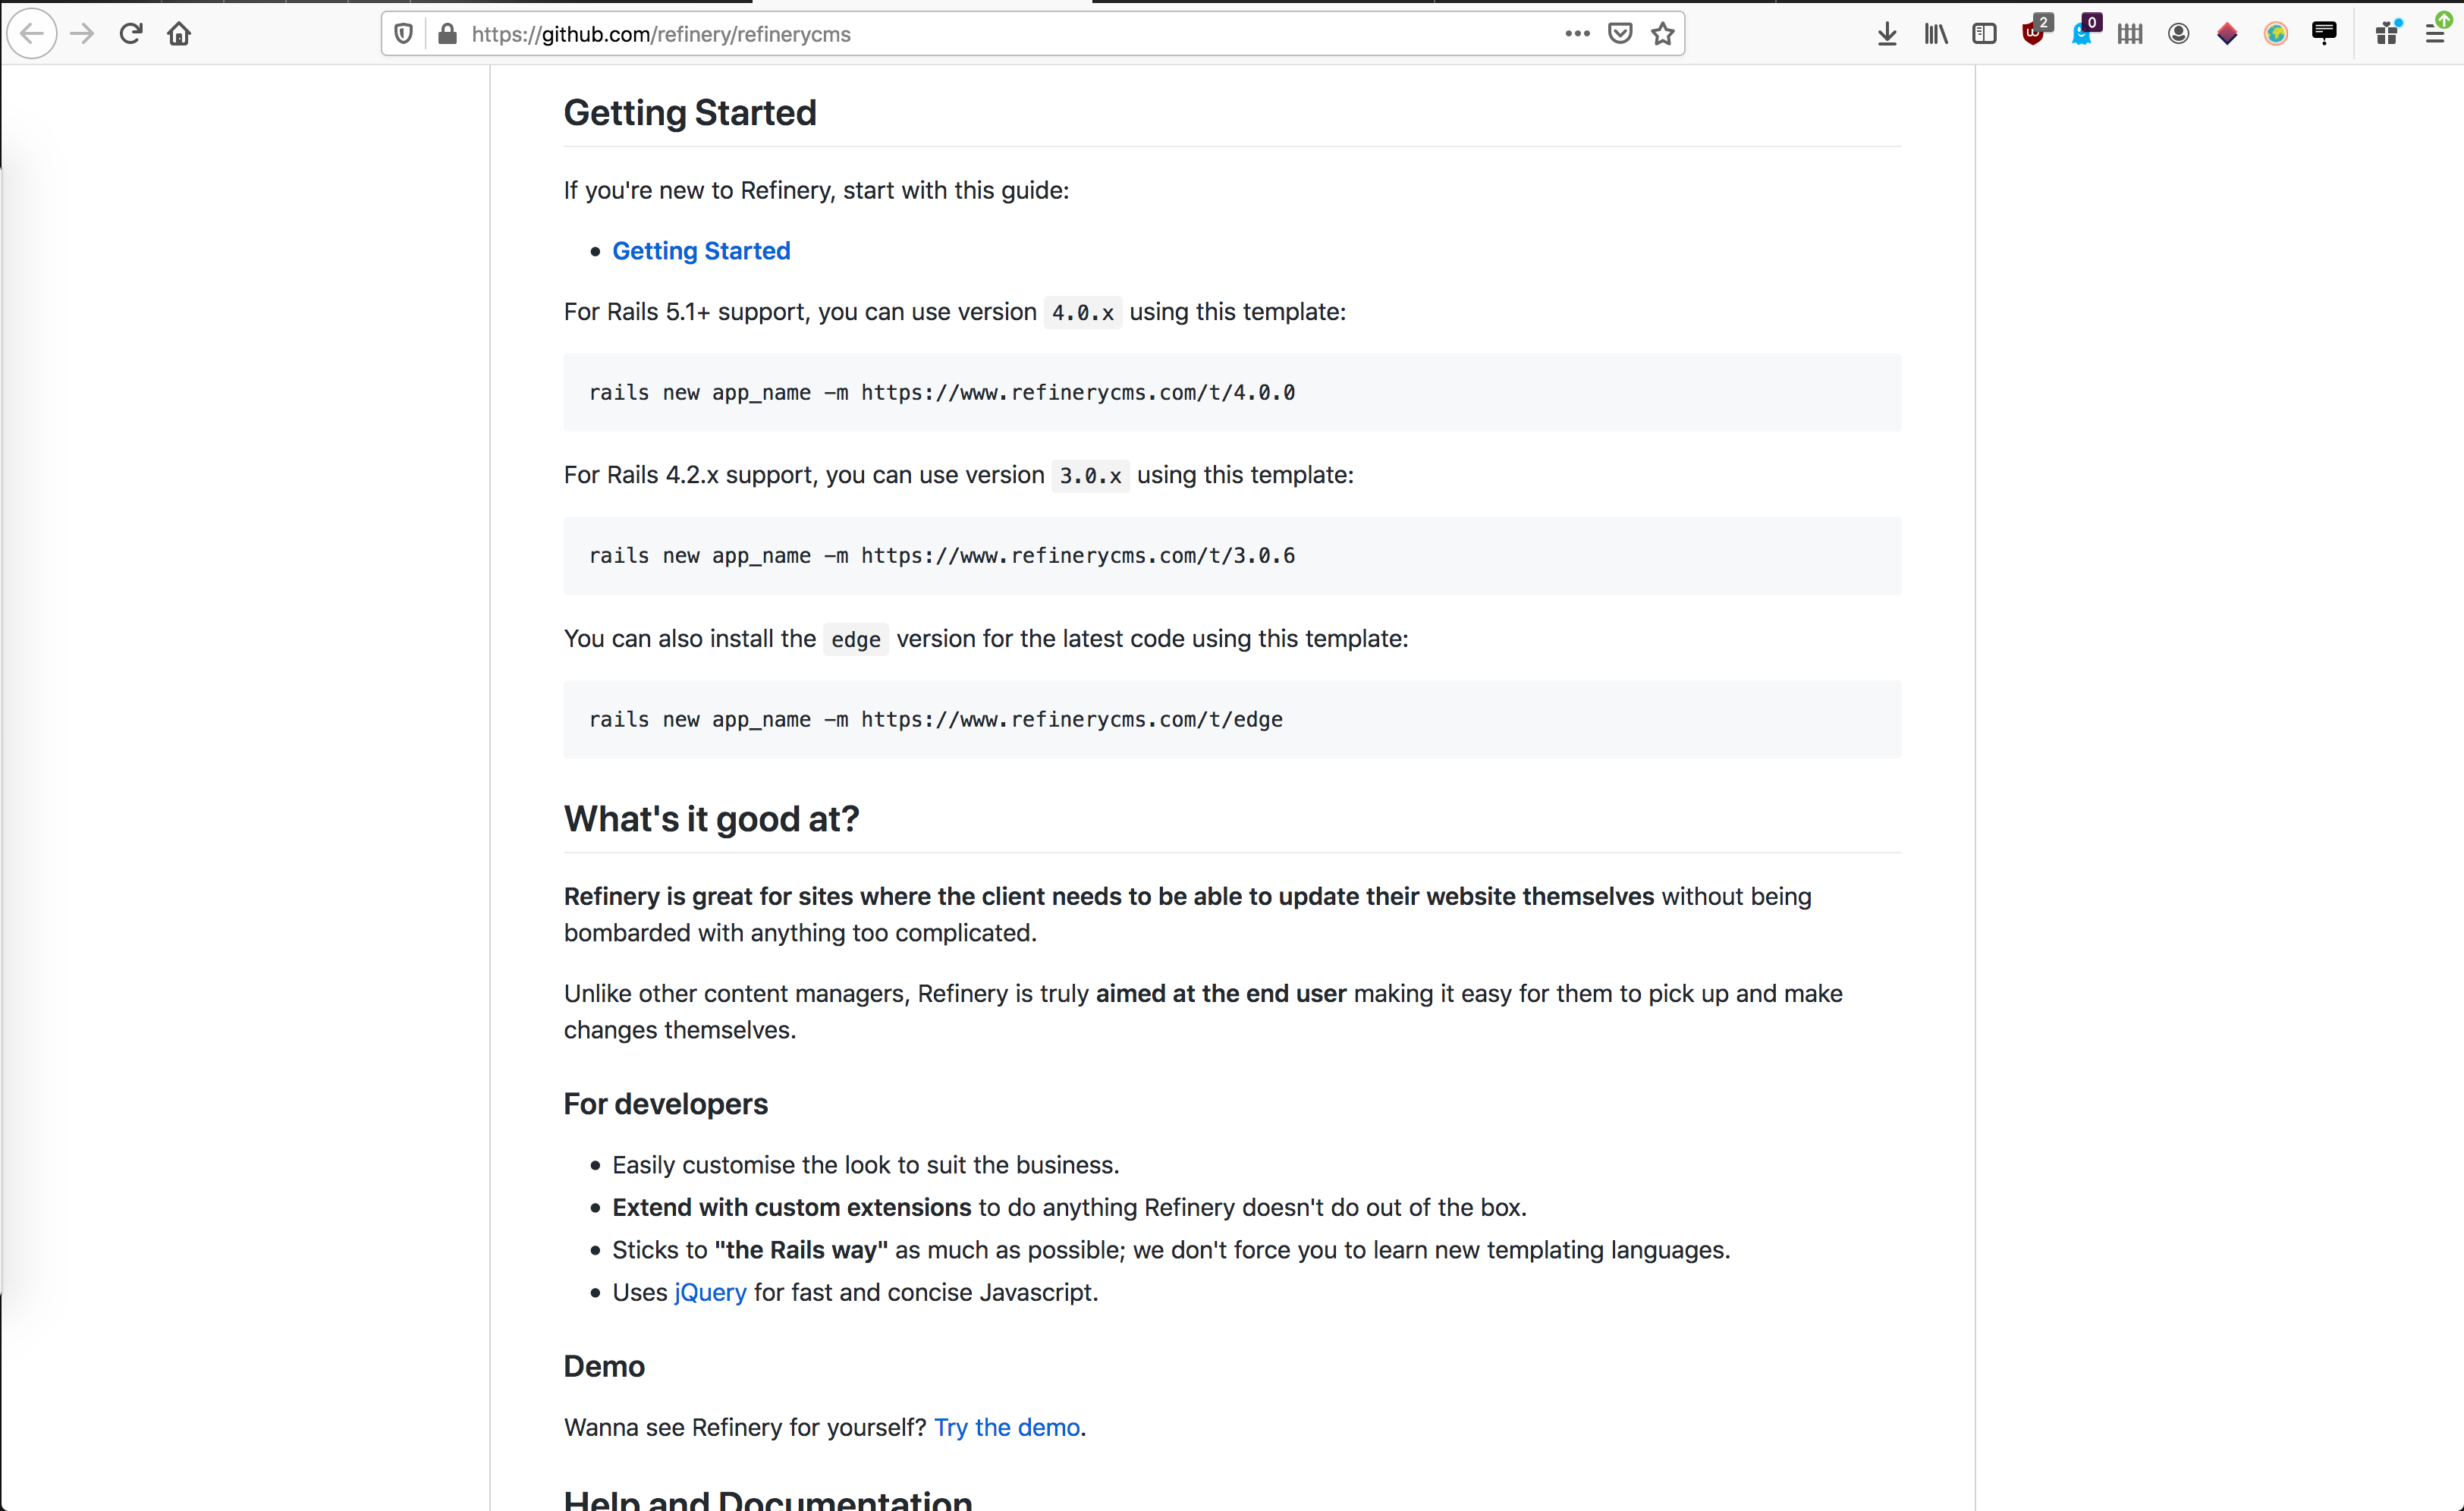 https://github.com/refinery/refinerycms
2
0
Getting Started
If you're new to Refinery, start with this guide:
Getting Started
For Rails 5.1+ support, you can use version 4.0.x using this template:
rails new app_name -m https://www.refinerycms.com/t/4.0.0
For Rails 4.2.x support, you can use version 3.0.x using this template:
rails new app_name -m https://www.refinerycms.com/t/3.0.6
You can also install the edge version for the latest code using this template:
rails new app_name -m https://www.refinerycms.com/t/edge
What's it good at?
Refinery is great for sites where the client needs to be able to update their website themselves without being
bombarded with anything too complicated.
Unlike other content managers, Refinery is truly aimed at the end user making it easy for them to pick up and make
changes themselves.
For developers
Easily customise the look to suit the business.
Extend with custom extensions to do anything Refinery doesn't do out of the box.
Sticks to "the Rails way" as much as possible; we don't force you to learn new templating languages.
Uses jQuery for fast and concise Javascript.
Demo
Wanna see Refinery for yourself? Try the demo.
Help and Documentation